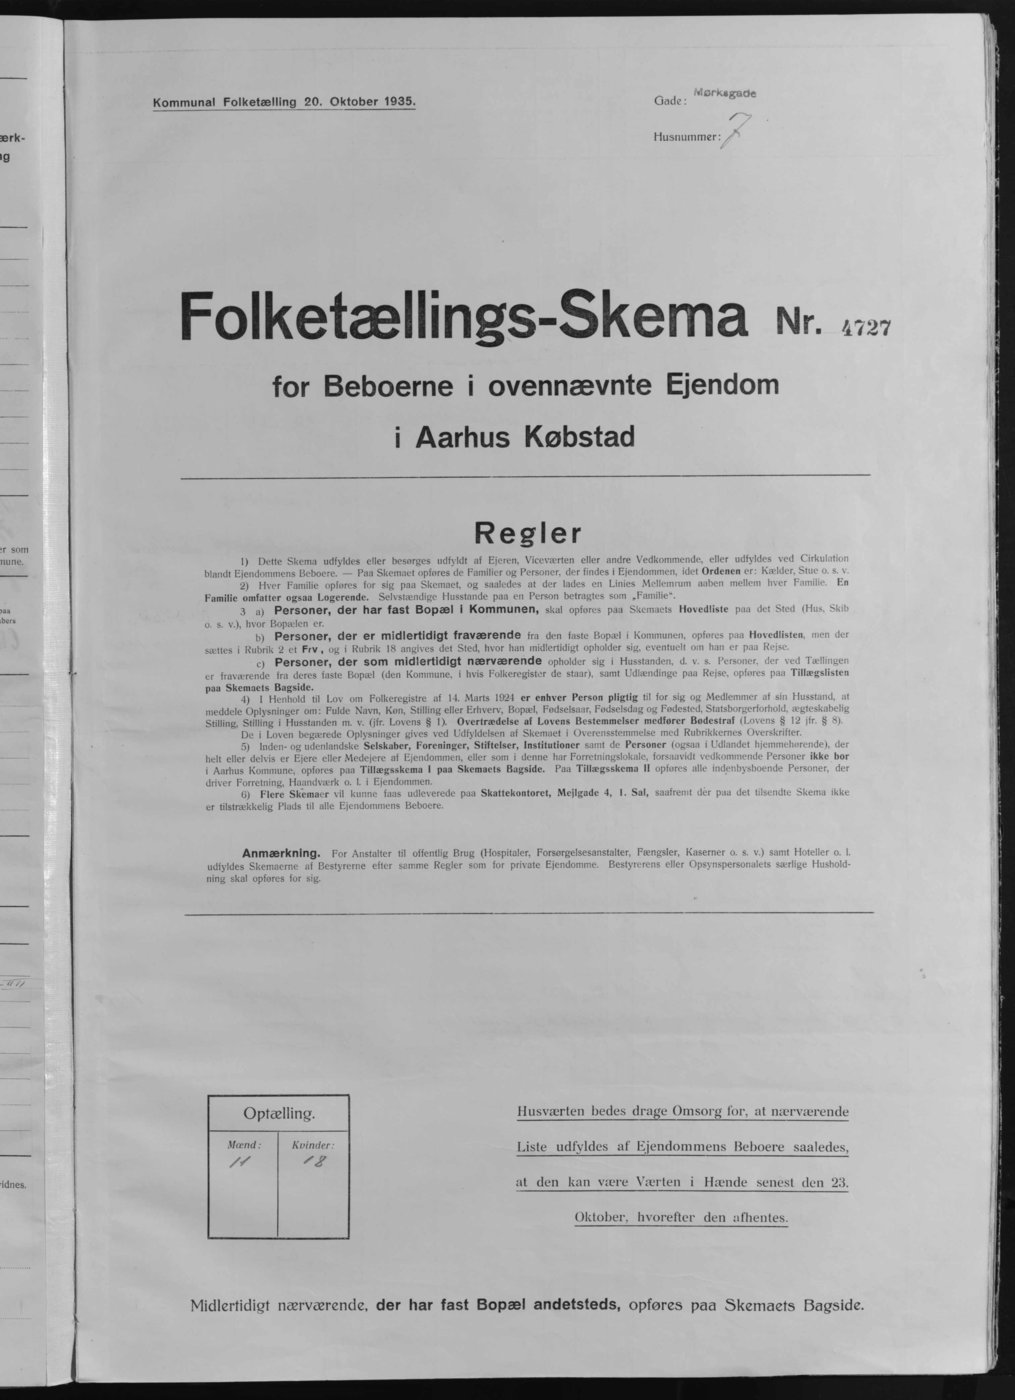 Kommunal Folketælling 20. Oktober 1935.
Gade: Mørksgade
Husnummer: 7
Folketællings-Skema Nr. 4727
for Beboerne i ovennævnte Ejendom
i Aarhus Købstad
Regler
1) Dette Skema udfyldes eller besørges udfyldt af Ejeren, Viceværten eller andre Vedkommende, eller udfyldes ved Cirkulation
blandt Ejendommens Beboere. — Paa Skemaet opføres de Familier og Personer, der findes i Ejendommen, idet Ordenen er: Kælder, Stue o. s. v.
2) Hver Familie opføres for sig paa Skemaet, og saaledes at der lades en Linies Mellemrum aaben mellem hver Familie. En
Familie omfatter ogsaa Logerende. Selvstændige Husstande paa en Person betragtes som „Familie".
3 a) Personer, der har fast Bopæl i Kommunen, skal opføres paa Skemaets Hovedliste paa det Sted (Hus, Skib
o. s. v.), hvor Bopælen er.
b) Personer, der er midlertidigt fraværende fra den faste Bopæl i Kommunen, opføres paa Hovedlisten, men der
sættes i Rubrik 2 et Frv., og i Rubrik 18 angives det Sted, hvor han midlertidigt opholder sig, eventuelt om han er paa Rejse.
c) Personer, der som midlertidigt nærværende opholder sig i Husstanden, d. v. s. Personer, der ved Tællingen
er fraværende fra deres faste Bopæl (den Kommune, i hvis Folkeregister de staar), samt Udlændinge paa Rejse, opføres paa Tillægslisten
paa Skemaets Bagside.
4) I Henhold til Lov om Folkeregistre af 14. Marts 1924 er enhver Person pligtig til for sig og Medlemmer af sin Husstand, at
meddele Oplysninger om: Fulde Navn, Køn, Stilling eller Erhverv, Bopæl, Fødselsaar, Fødselsdag og Fødested, Statsborgerforhold, ægteskabelig
Stilling, Stilling i Husstanden m. v. (jfr. Lovens § 1). Overtrædelse af Lovens Bestemmelser medfører Bødestraf (Lovens § 12 jfr. § 8).
De i Loven begærede Oplysninger gives ved Udfyldelsen af Skemaet i Overensstemmelse med Rubrikkernes Overskrifter.
5) Inden- og udenlandske Selskaber, Foreninger, Stiftelser, Institutioner samt de Personer (ogsaa i Udlandet hjemmehørende), der
helt eller delvis er Ejere eller Medejere af Ejendommen, eller som i denne har Forretningslokale, forsaavidt vedkommende Personer ikke bor
i Aarhus Kommune, opføres paa Tillægsskema I paa Skemaets Bagside. Paa Tillægsskema II opføres alle indenbysboende Personer, der
driver Forretning, Haandværk o. l. i Ejendommen.
6) Flere Skemaer vil kunne faas udleverede paa Skattekontoret, Mejlgade 4, 1. Sal, saafremt der paa det tilsendte Skema ikke
er tilstrækkelig Plads til alle Ejendommens Beboere.
Anmærkning. For Anstalter til offentlig Brug (Hospitaler, Forsørgelsesanstalter, Fængsler, Kaserner o. s. v.) samt Hoteller o. l.
udfyldes Skemaerne af Bestyrerne efter samme Regler som for private Ejendomme. Bestyrerens eller Opsynspersonalets særlige Hushold-
ning skal opføres for sig.
Optælling.
Mænd: Kvinder:
11 18
Husværten bedes drage Omsorg for, at nærværende
Liste udfyldes af Ejendommens Beboere saaledes,
at den kan være Værten i Hænde senest den 23.
Oktober, hvorefter den afhentes.
Midlertidigt nærværende, der har fast Bopæl andetsteds, opføres paa Skemaets Bagside.